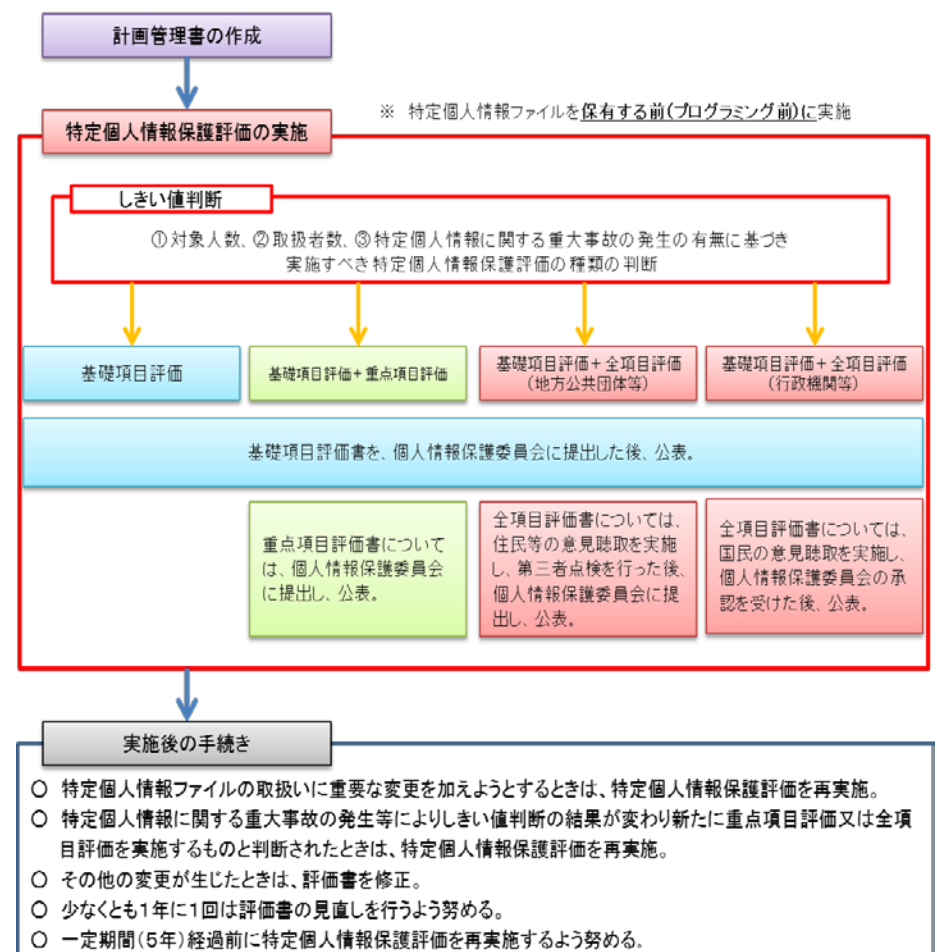 計画管理書の作成
※ 特定個人情報ファイルを保有する前(プログラミング前)に実施
特定個人情報保護評価の実施
しきい値判断
①対象人数、②取扱者数、③特定個人情報に関する重大事故の発生の有無に基づき
実施すべき特定個人情報保護評価の種類の判断
基礎項目評価
基礎項目評価+重点項目評価
基礎項目評価+全項目評価
(地方公共団体等)
基礎項目評価+全項目評価
(行政機関等)
基礎項目評価書を、個人情報保護委員会に提出した後、公表。
重点項目評価書について
は、個人情報保護委員会
に提出し、公表。
全項目評価書については、
住民等の意見聴取を実施
し、第三者点検を行った後、
個人情報保護委員会に提
出し、公表。
全項目評価書については、
国民の意見聴取を実施し、
個人情報保護委員会の承
認を受けた後、公表。
実施後の手続き
○ 特定個人情報ファイルの取扱いに重要な変更を加えようとするときは、特定個人情報保護評価を再実施。
○ 特定個人情報に関する重大事故の発生等によりしきい値判断の結果が変わり新たに重点項目評価又は全項
目評価を実施するものと判断されたときは、特定個人情報保護評価を再実施。
○ その他の変更が生じたときは、評価書を修正。
○ 少なくとも1年に1回は評価書の見直しを行うよう努める。
○ 一定期間(5年)経過前に特定個人情報保護評価を再実施するよう努める。